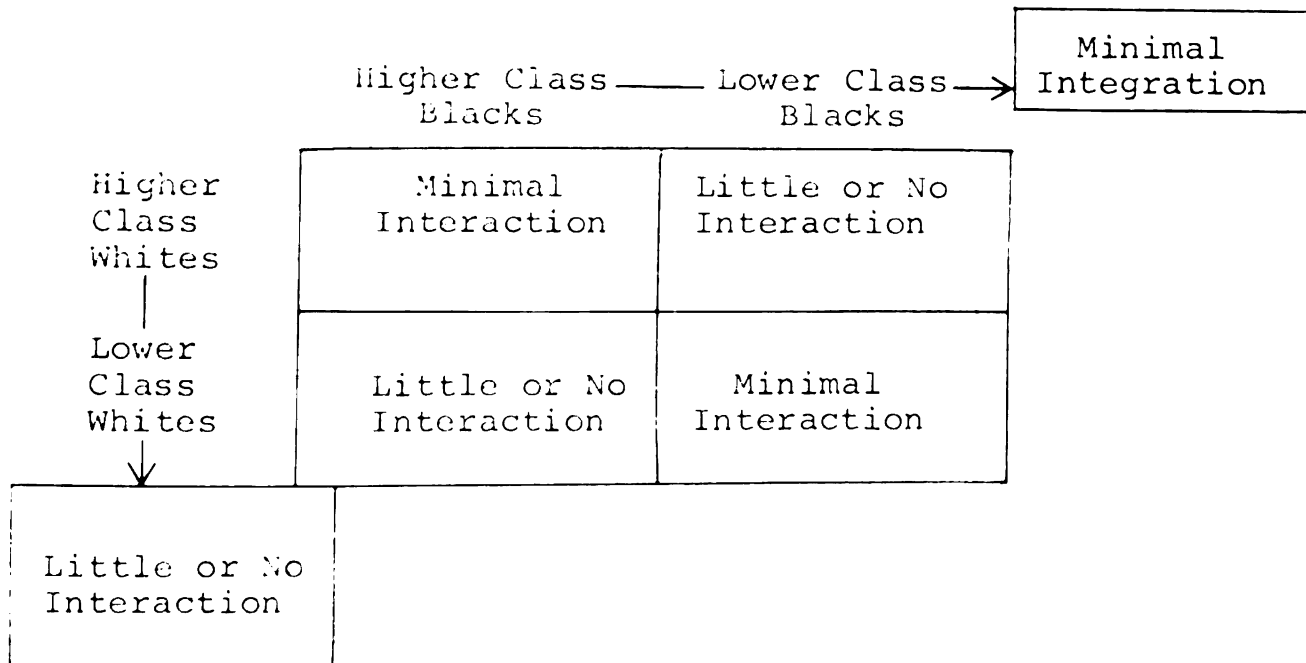 Minimal
Integration
Higher Class Lower Class
Blacks Blacks
Higher
Class
Whites
Minimal
Interaction
Little or No
Interaction
Lower
Class
Whites
Little or No
Interaction
Minimal
Interaction
Little or No
Interaction